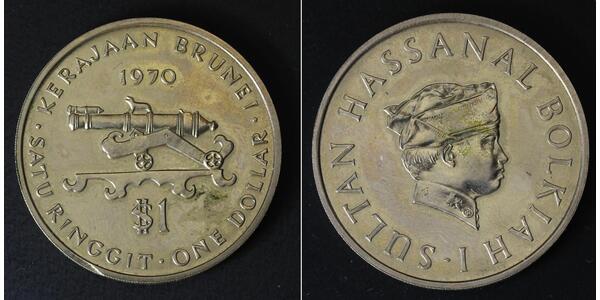 KERAJAAN BRUNEI
1970
$1
· SATU RINGGIT · ONE DOLLAR ·
SULTAN HASSANAL BOLKIAH · I ·